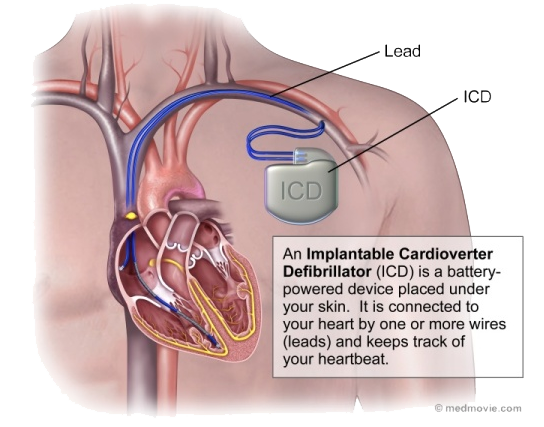 Lead
ICD
ICD
An Implantable Cardioverter
Defibrillator (ICD) is a battery-
powered device placed under
your skin.  It is connected to
your heart by one or more wires
(leads) and keeps track of
your heartbeat.
© medmovie.com